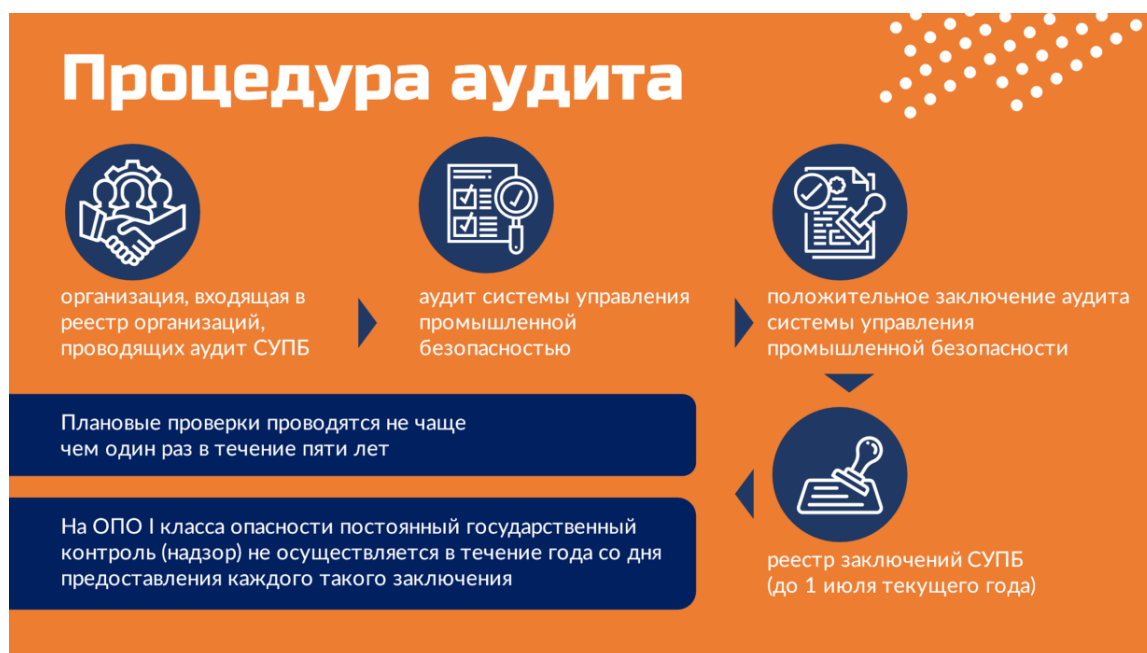 Процедура аудита
организация, входящая в
реестр организаций,
проводящих аудит СУПБ
аудит системы управления
промышленной
безопасностью
положительное заключение аудита
системы управления
промышленной безопасности
реестр заключений СУПБ
(до 1 июля текущего года)
Плановые проверки проводятся не чаще
чем один раз в течение пяти лет
На ОПО I класса опасности постоянный государственный
контроль (надзор) не осуществляется в течение года со дня
предоставления каждого такого заключения